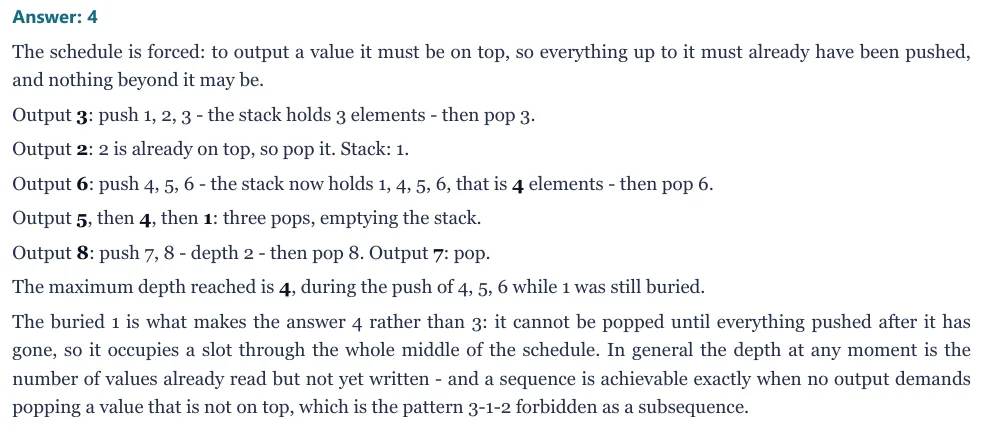 Answer: 4
The schedule is forced: to output a value it must be on top, so everything up to it must already have been pushed,
and nothing beyond it may be.
Output 3: push 1, 2, 3 - the stack holds 3 elements - then pop 3.
Output 2: 2 is already on top, so pop it. Stack: 1.
Output 6: push 4, 5, 6 - the stack now holds 1, 4, 5, 6, that is 4 elements - then pop 6.
Output 5, then 4, then 1: three pops, emptying the stack.
Output 8: push 7, 8 - depth 2 - then pop 8. Output 7: pop.
The maximum depth reached is 4, during the push of 4, 5, 6 while 1 was still buried.
The buried 1 is what makes the answer 4 rather than 3: it cannot be popped until everything pushed after it has
gone, so it occupies a slot through the whole middle of the schedule. In general the depth at any moment is the
number of values already read but not yet written - and a sequence is achievable exactly when no output demands
popping a value that is not on top, which is the pattern 3-1-2 forbidden as a subsequence.